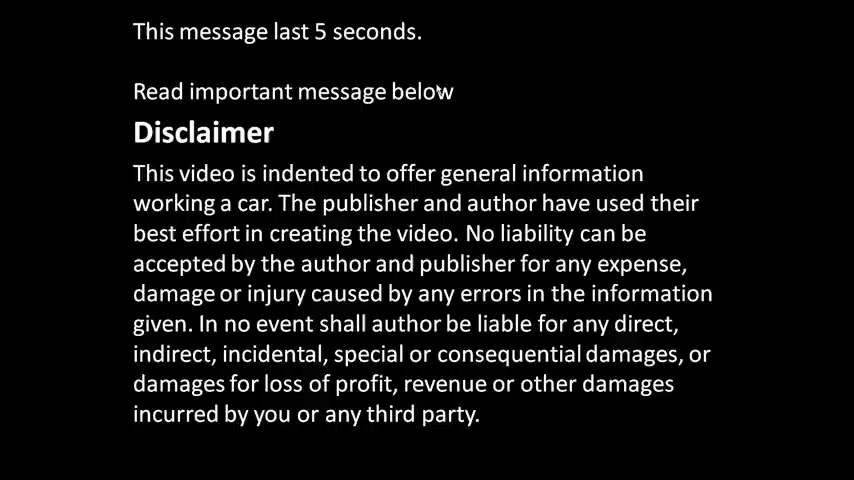 This message last 5 seconds.
Read important message below
Disclaimer
This video is indented to offer general information
working a car. The publisher and author have used their
best effort in creating the video. No liability can be
accepted by the author and publisher for any expense,
damage or injury caused by any errors in the information
given. In no event shall author be liable for any direct,
indirect, incidental, special or consequential damages, or
damages for loss of profit, revenue or other damages
incurred by you or any third party.